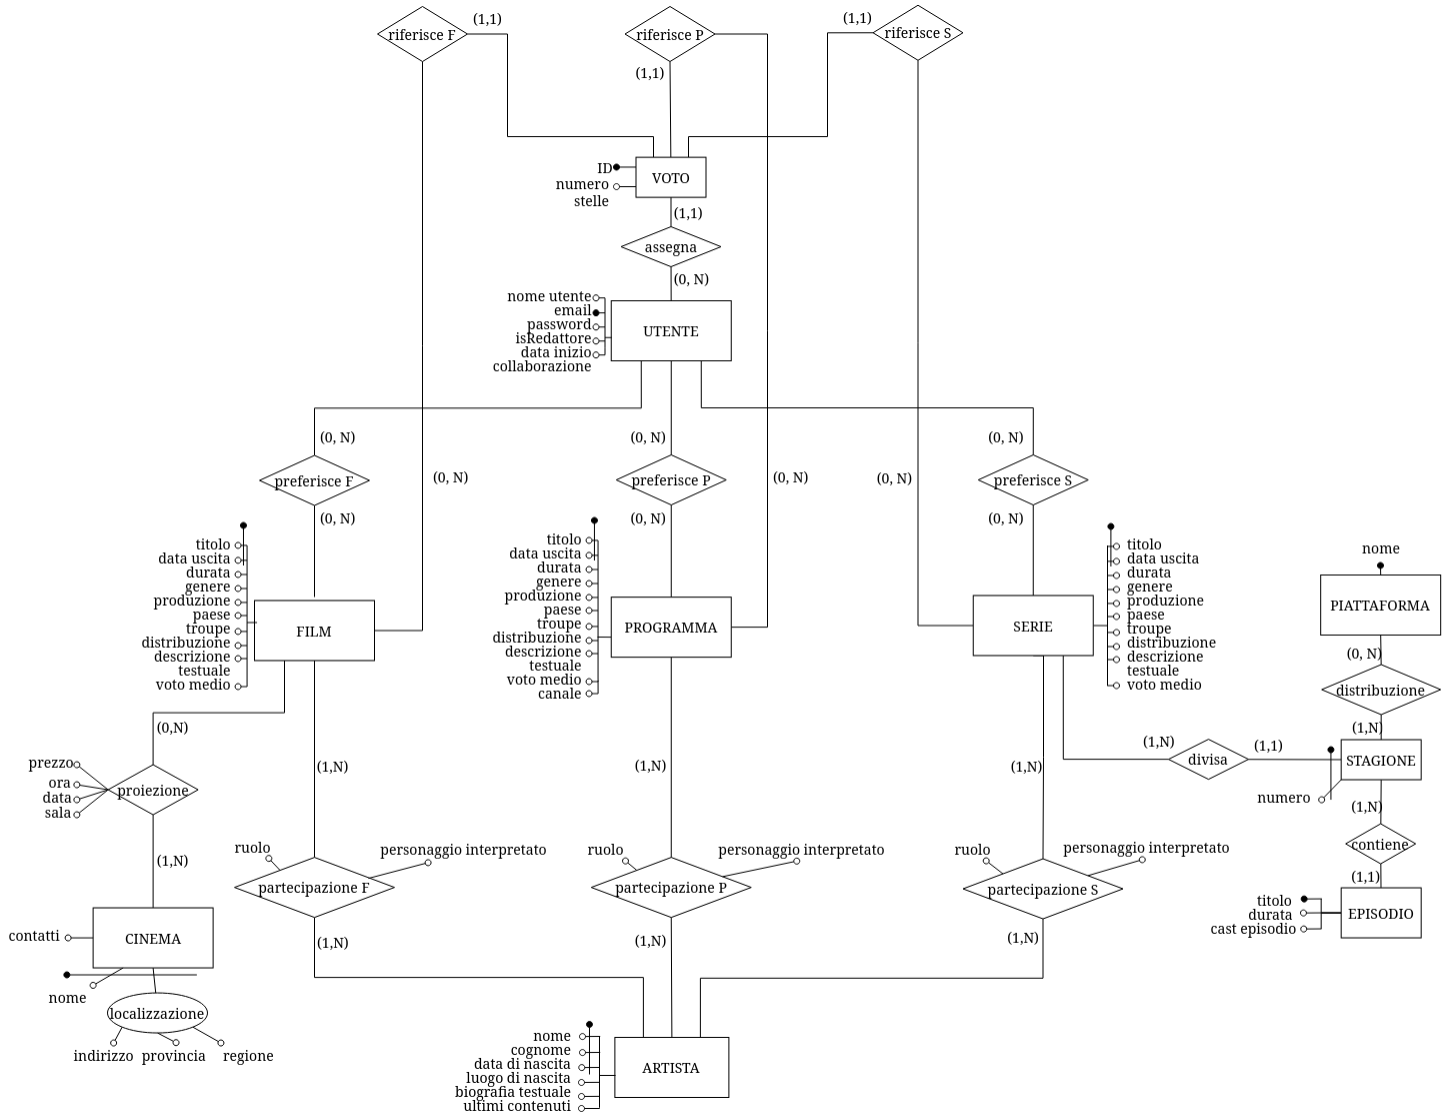 (1,1)
(1,1)
riferisce F
riferisce P
riferisce S
(1,1)
ID
numero
stelle
VOTO
(1,1)
assegna
(0, N)
nome utente
email
password
isRedattore
data inizio
collaborazione
UTENTE
(0, N)
(0, N)
(0, N)
preferisce F
(0, N)
preferisce P
(0, N)
(0, N)
preferisce S
(0, N)
(0, N)
(0, N)
titolo
data uscita
durata
genere
produzione
paese
troupe
distribuzione
descrizione
testuale
voto medio
FILM
titolo
data uscita
durata
genere
produzione
paese
troupe
distribuzione
descrizione
testuale
voto medio
canale
PROGRAMMA
SERIE
titolo
data uscita
durata
genere
produzione
paese
troupe
distribuzione
descrizione
testuale
voto medio
nome
PIATTAFORMA
(0, N)
distribuzione
(1,N)
(0,N)
prezzo
ora
data
sala
proiezione
(1,N)
(1,N)
(1,N)
(1,N)
divisa
(1,1)
STAGIONE
numero
(1,N)
contiene
(1,1)
titolo
durata
cast episodio
EPISODIO
(1,N)
ruolo
personaggio interpretato
partecipazione F
ruolo
personaggio interpretato
partecipazione P
ruolo
personaggio interpretato
partecipazione S
(1,N)
(1,N)
(1,N)
contatti
CINEMA
nome
localizzazione
indirizzo
provincia
regione
nome
cognome
data di nascita
luogo di nascita
biografia testuale
ultimi contenuti
ARTISTA